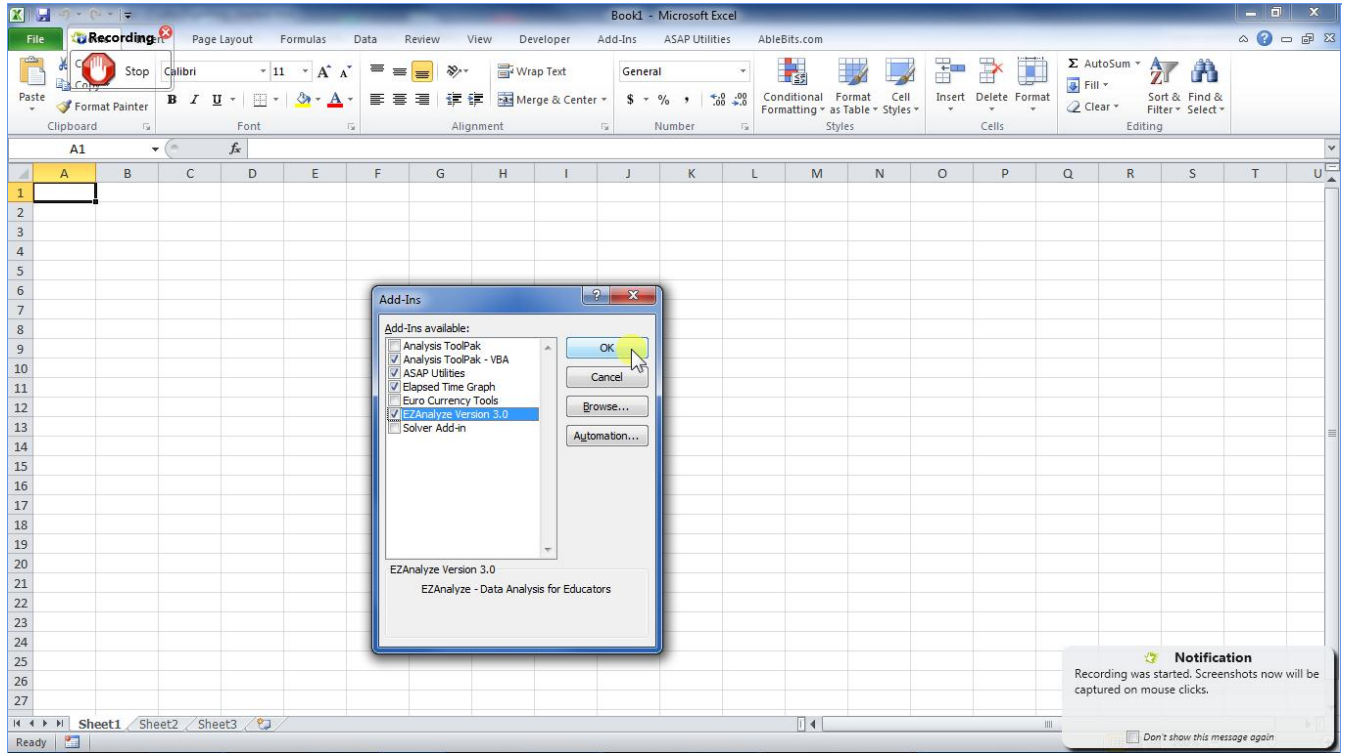 Book1 - Microsoft Excel
File Recording Page Layout Formulas Data Review View Developer Add-Ins ASAP Utilities AbleBits.com
Paste
Stop
Format Painter
Clipboard
Calibri 11
B I U
Font
Wrap Text
Merge & Center
Alignment
General
$ % ,
Number
Conditional Formatting
Format as Table
Cell Styles
Styles
Insert Delete Format
Cells
Σ AutoSum
Fill
Clear
Sort & Filter
Find & Select
Editing
A1 fx
A B C D E F G H I J K L M N O P Q R S T U
1
2
3
4
5
6
7
8
9
10
11
12
13
14
15
16
17
18
19
20
21
22
23
24
25
26
27
Add-Ins
Add-Ins available:
Analysis ToolPak
Analysis ToolPak - VBA
ASAP Utilities
Elapsed Time Graph
Euro Currency Tools
EZAnalyze Version 3.0
Solver Add-in
OK
Cancel
Browse...
Automation...
EZAnalyze Version 3.0
EZAnalyze - Data Analysis for Educators
Notification
Recording was started. Screenshots now will be
captured on mouse clicks.
Don't show this message again
Sheet1 Sheet2 Sheet3
Ready